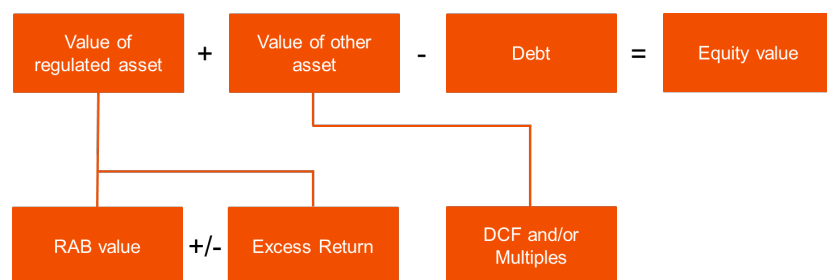 Value of
regulated asset
+
Value of other
asset
-
Debt
=
Equity value
RAB value
+/-
Excess Return
DCF and/or
Multiples